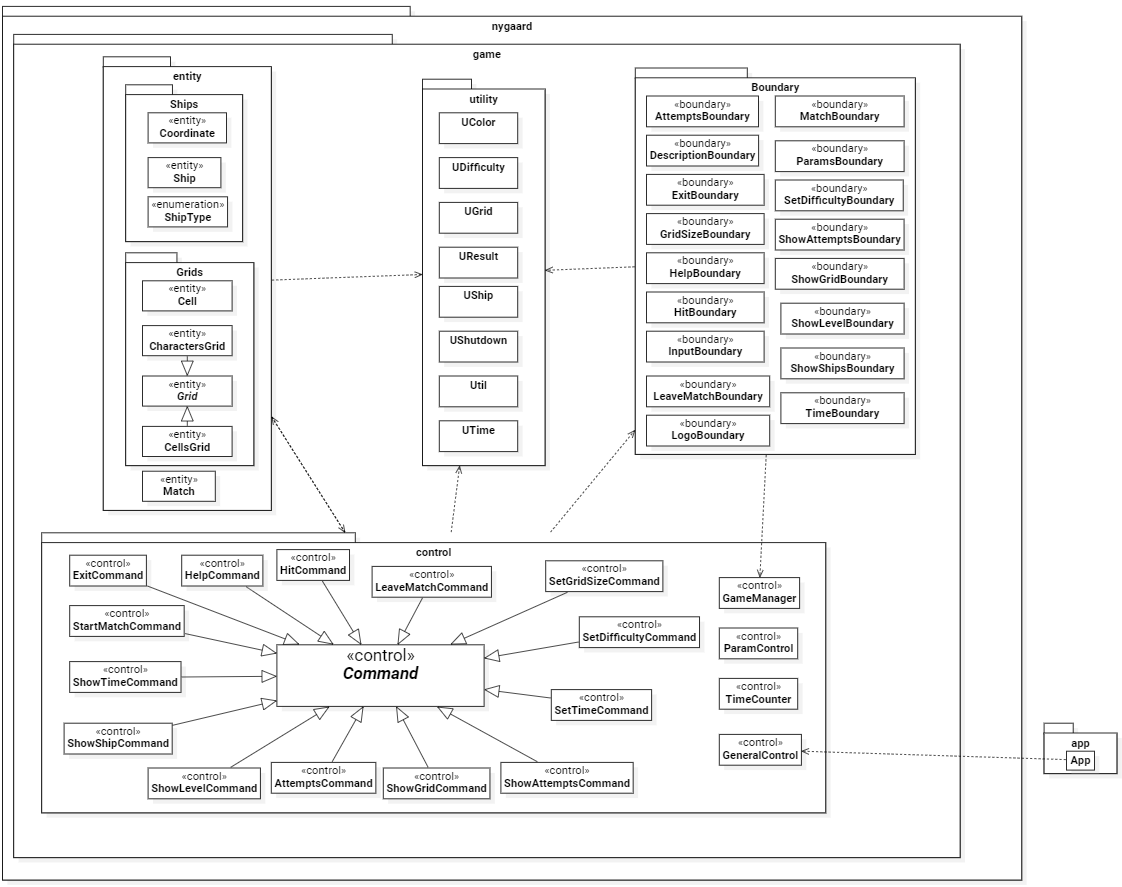 nygaard
game
entity
Ships
«entity»
Coordinate
«entity»
Ship
«enumeration»
ShipType
Grids
«entity»
Cell
«entity»
CharactersGrid
«entity»
Grid
«entity»
CellsGrid
«entity»
Match
utility
UColor
UDifficulty
UGrid
UResult
UShip
UShutdown
Util
UTime
Boundary
«boundary»
AttemptsBoundary
«boundary»
DescriptionBoundary
«boundary»
ExitBoundary
«boundary»
GridSizeBoundary
«boundary»
HelpBoundary
«boundary»
HitBoundary
«boundary»
InputBoundary
«boundary»
LeaveMatchBoundary
«boundary»
LogoBoundary
«boundary»
MatchBoundary
«boundary»
ParamsBoundary
«boundary»
SetDifficultyBoundary
«boundary»
ShowAttemptsBoundary
«boundary»
ShowGridBoundary
«boundary»
ShowLevelBoundary
«boundary»
ShowShipsBoundary
«boundary»
TimeBoundary
control
«control»
ExitCommand
«control»
HelpCommand
«control»
HitCommand
«control»
LeaveMatchCommand
«control»
SetGridSizeCommand
«control»
StartMatchCommand
«control»
SetDifficultyCommand
«control»
Command
«control»
ShowTimeCommand
«control»
SetTimeCommand
«control»
ShowShipCommand
«control»
ShowLevelCommand
«control»
AttemptsCommand
«control»
ShowGridCommand
«control»
ShowAttemptsCommand
«control»
GameManager
«control»
ParamControl
«control»
TimeCounter
«control»
GeneralControl
app
App